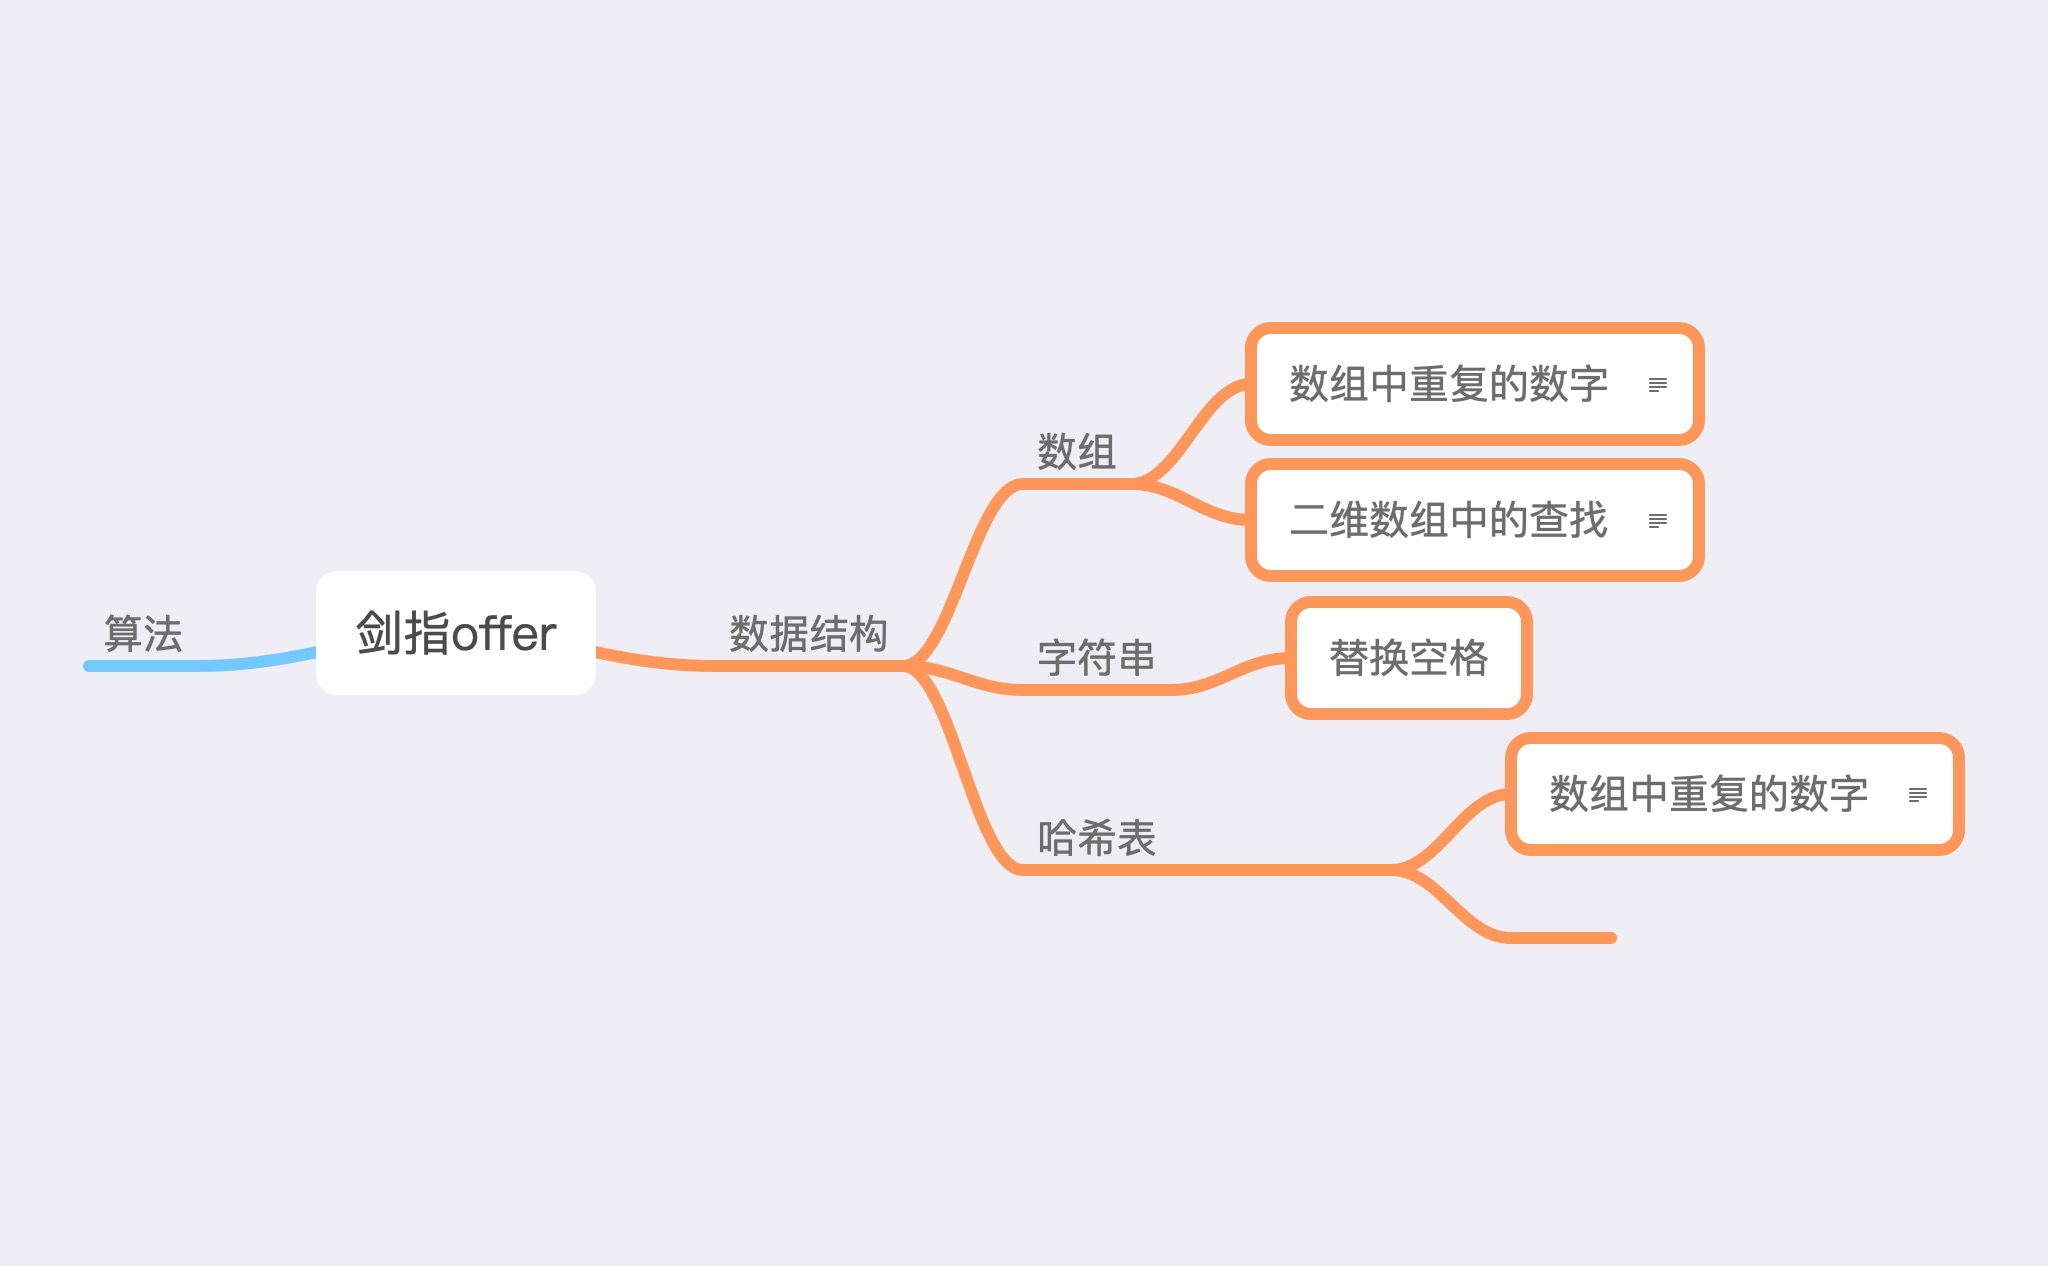 算法
剑指offer
数据结构
数组
数组中重复的数字
二维数组中的查找
字符串
替换空格
哈希表
数组中重复的数字